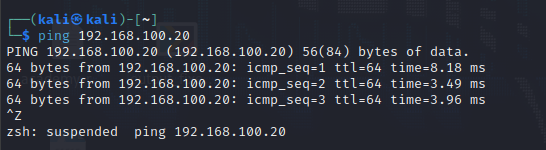 ┌──(kali㉿kali)-[~]
└─$ ping 192.168.100.20
PING 192.168.100.20 (192.168.100.20) 56(84) bytes of data.
64 bytes from 192.168.100.20: icmp_seq=1 ttl=64 time=8.18 ms
64 bytes from 192.168.100.20: icmp_seq=2 ttl=64 time=3.49 ms
64 bytes from 192.168.100.20: icmp_seq=3 ttl=64 time=3.96 ms
^Z
zsh: suspended  ping 192.168.100.20